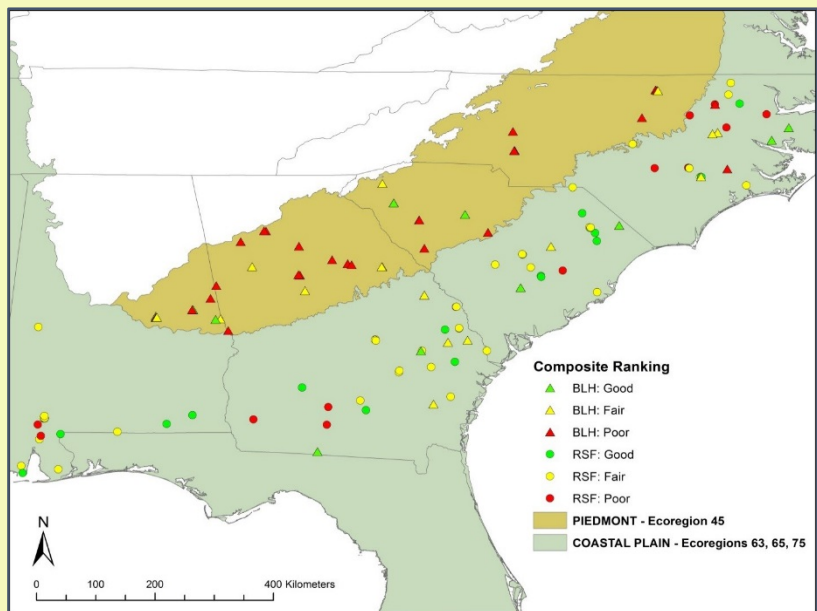 Composite Ranking
BLH: Good
BLH: Fair
BLH: Poor
RSF: Good
RSF: Fair
RSF: Poor
PIEDMONT - Ecoregion 45
COASTAL PLAIN - Ecoregions 63, 65, 75
N
0 100 200 400 Kilometers